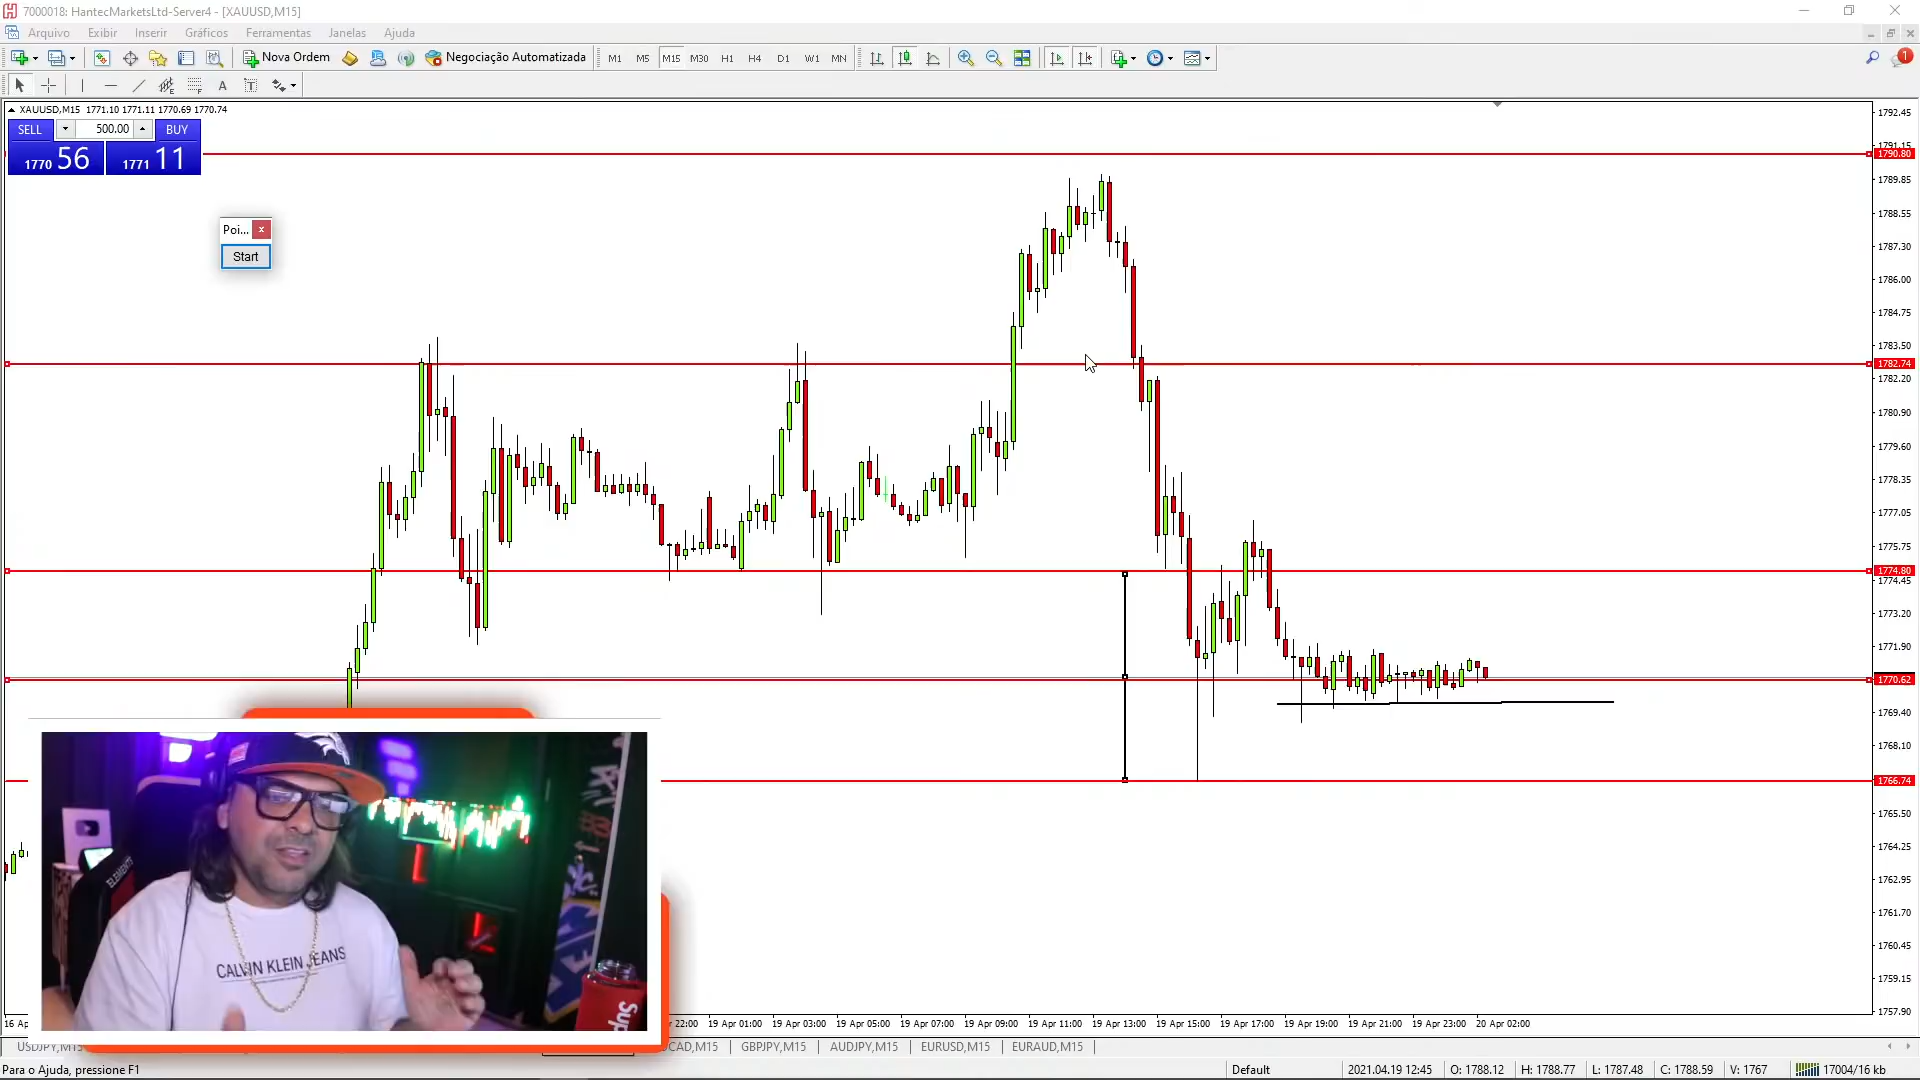 7000018: HantecMarketsLtd-Server4 - [XAUUSD,M15]
Arquivo Exibir Inserir Gráficos Ferramentas Janelas Ajuda
Nova Ordem Negociação Automatizada M1 M5 M15 M30 H1 H4 D1 W1 MN 1
A T
XAUUSD,M15 1771.10 1771.11 1770.69 1770.74
SELL 500.00 BUY
1770 56 1771 11
Poi... x
Start
1792.45
1791.15
1790.80
1789.85
1788.55
1787.30
1786.00
1784.75
1783.50
1782.74
1782.20
1780.90
1779.60
1778.35
1777.05
1775.75
1774.80
1774.45
1773.20
1771.90
1770.62
1769.40
1768.10
1766.74
1765.50
1764.25
1762.95
1761.70
1760.45
1759.15
1757.90
ELEMENTS
CALVIN KLEIN JEANS
Sup
16 Ap 22:00 19 Apr 01:00 19 Apr 03:00 19 Apr 05:00 19 Apr 07:00 19 Apr 09:00 19 Apr 11:00 19 Apr 13:00 19 Apr 15:00 19 Apr 17:00 19 Apr 19:00 19 Apr 21:00 19 Apr 23:00 20 Apr 02:00
USDJPY,M15 CAD,M15 GBPJPY,M15 AUDJPY,M15 EURUSD,M15 EURAUD,M15
Para o Ajuda, pressione F1 Default 2021.04.19 12:45 O: 1788.12 H: 1788.77 L: 1787.48 C: 1788.59 V: 1767 17004/16 kb